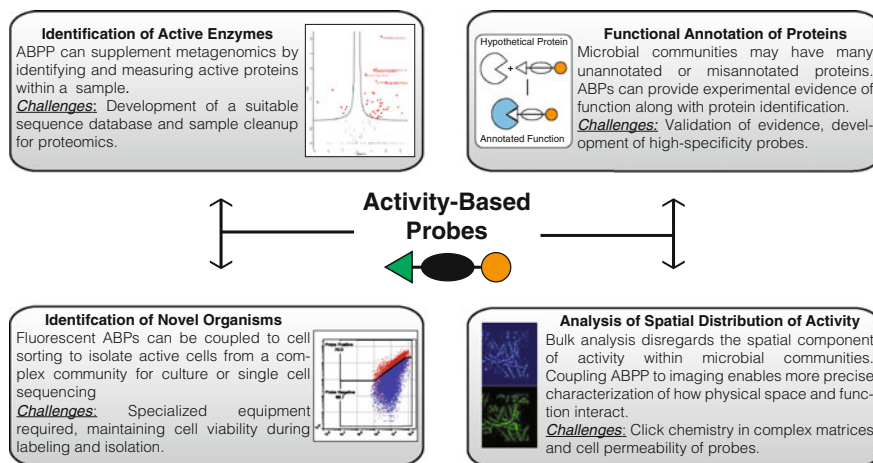 Identification of Active Enzymes
ABPP can supplement metagenomics by
identifying and measuring active proteins
within a sample.
Challenges: Development of a suitable
sequence database and sample cleanup
for proteomics.
Functional Annotation of Proteins
Hypothetical Protein
+
Annotated Function
Microbial communities may have many
unannotated or misannotated proteins.
ABPs can provide experimental evidence of
function along with protein identification.
Challenges: Validation of evidence, devel-
opment of high-specificity probes.
Activity-Based
Probes
Identifcation of Novel Organisms
Fluorescent ABPs can be coupled to cell
sorting to isolate active cells from a com-
plex community for culture or single cell
sequencing
Challenges: Specialized equipment
required, maintaining cell viability during
labeling and isolation.
Probe Positive
Probe Negative
Analysis of Spatial Distribution of Activity
Bulk analysis disregards the spatial component
of activity within microbial communities.
Coupling ABPP to imaging enables more precise
characterization of how physical space and func-
tion interact.
Challenges: Click chemistry in complex matrices
and cell permeability of probes.